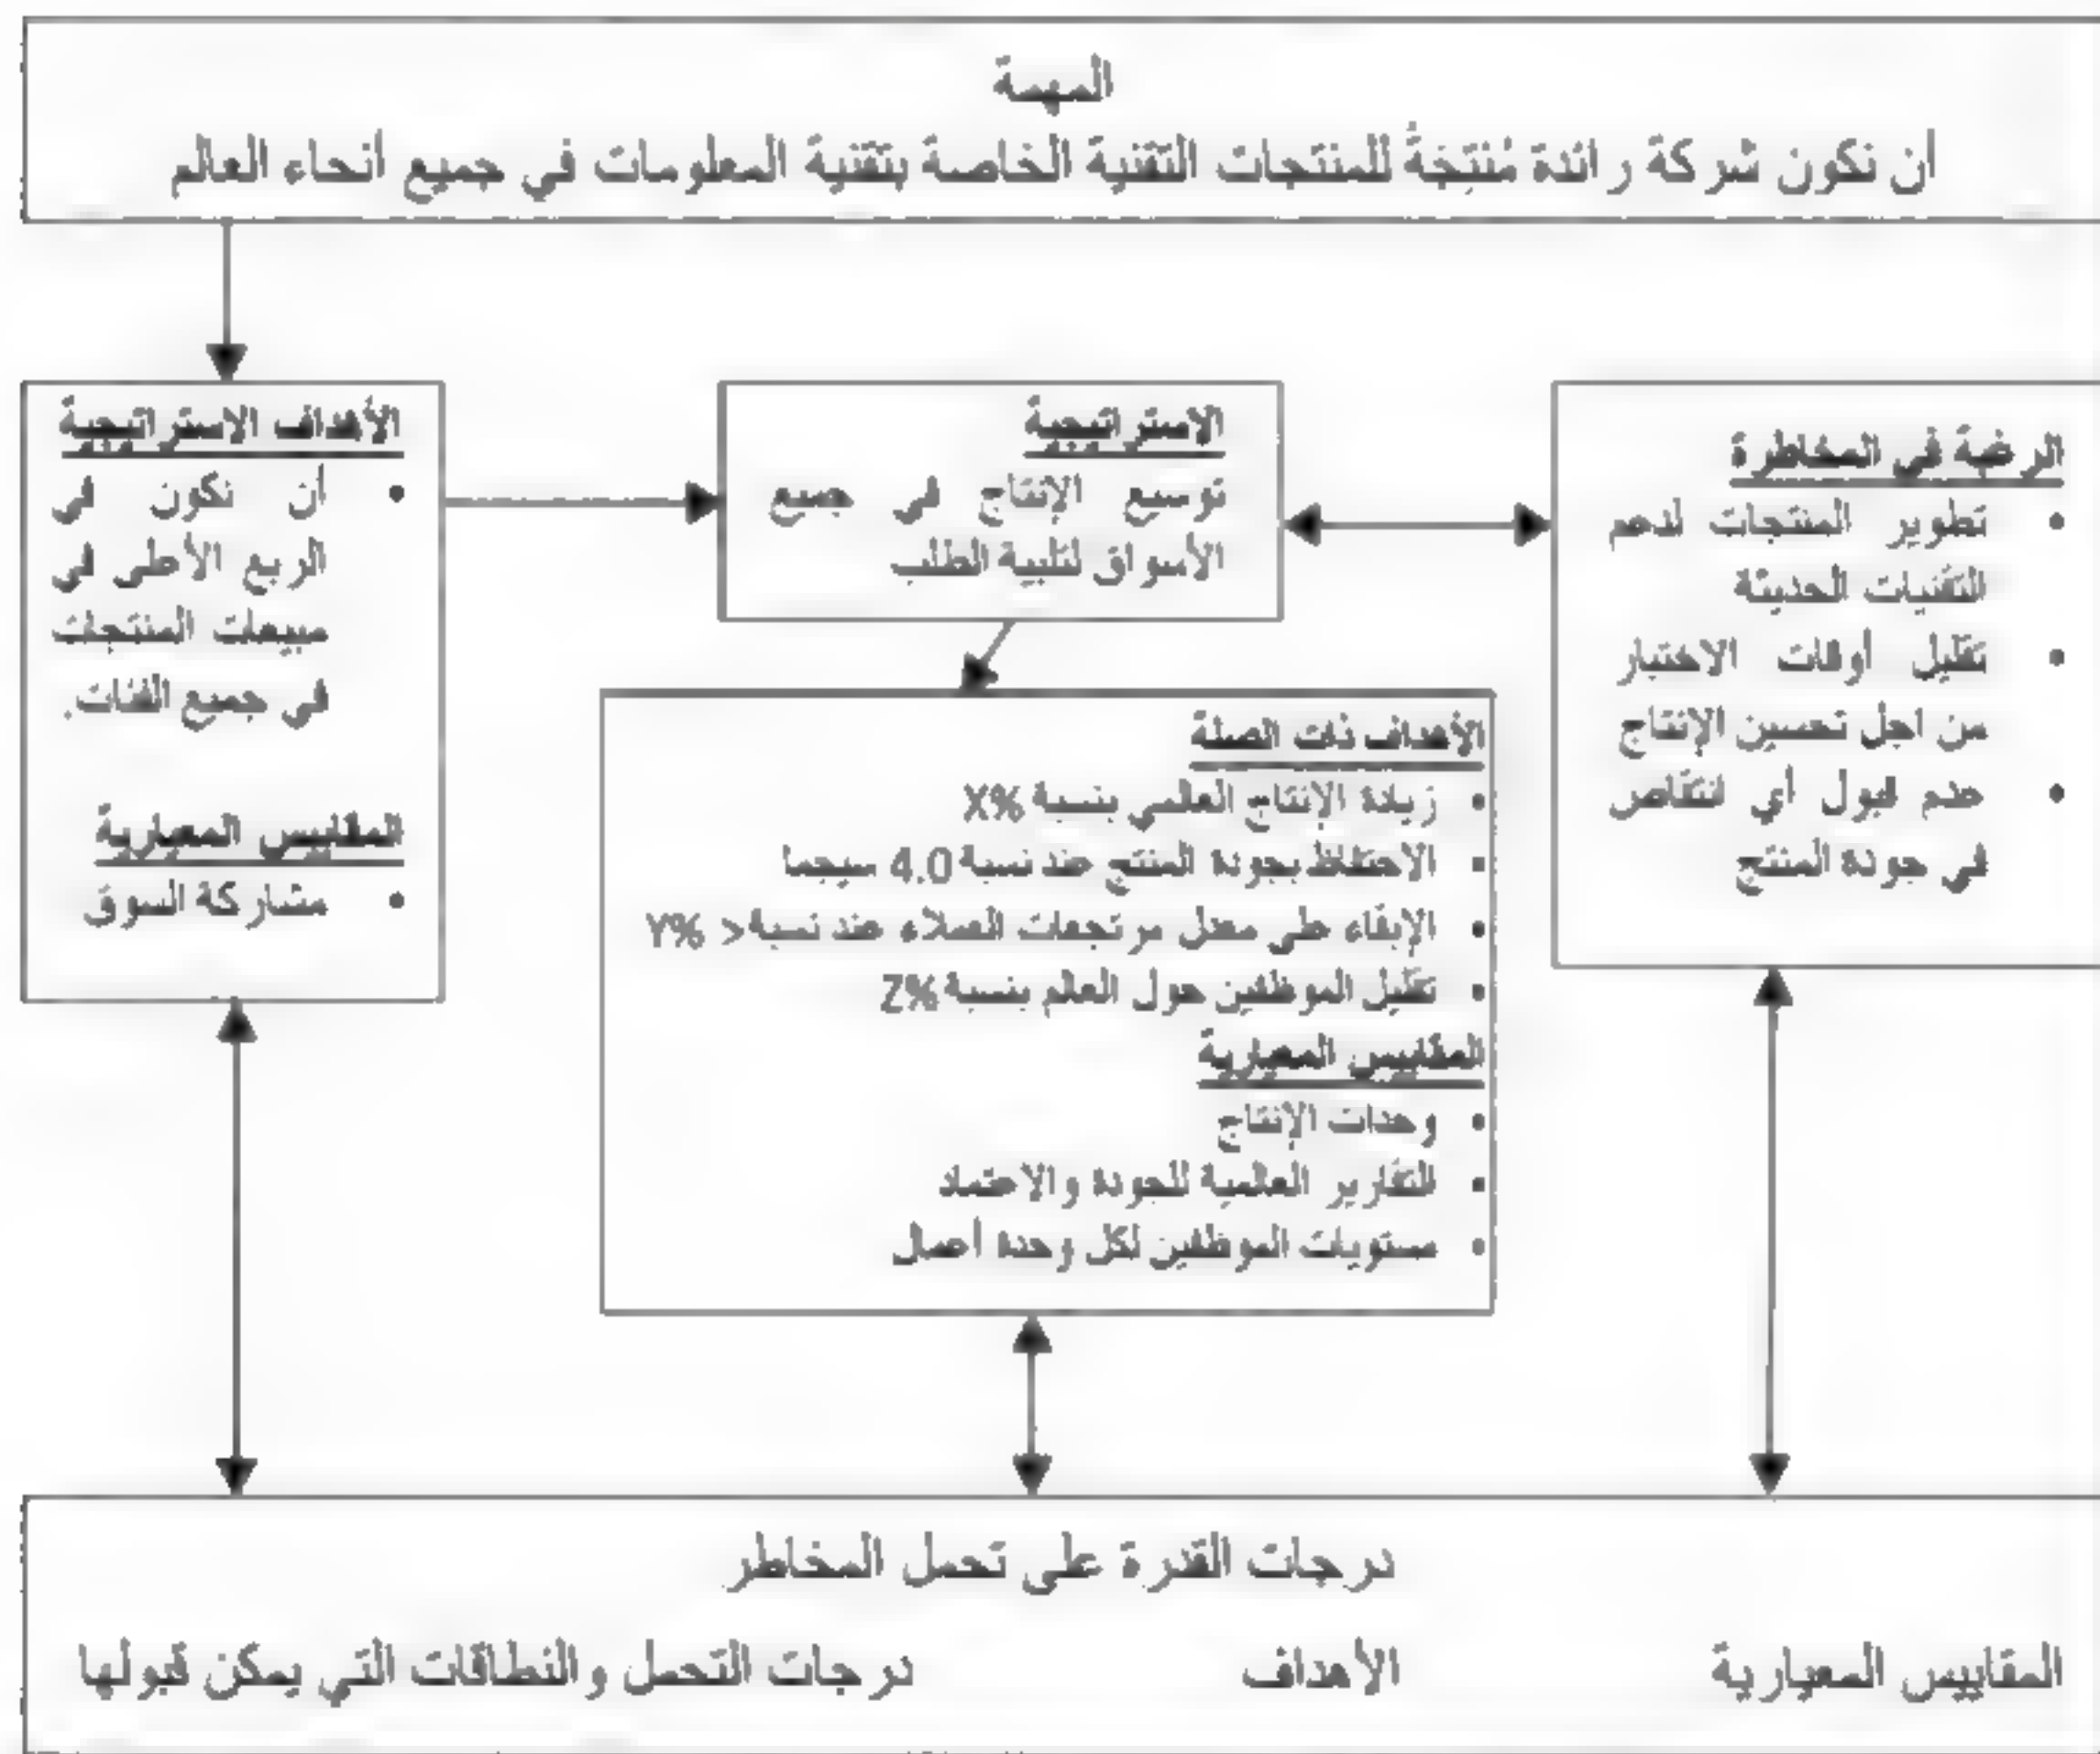 المهمة
أن نكون شركة رائدة مُنتِجةً للمنتجات التقنية الخاصة بتقنية المعلومات في جميع أنحاء العالم
الرغبة في المخاطرة
• تطوير المنتجات لدعم
التقنيات الحديثة
• تقليل أوقات الاختبار
من اجل تحسين الإنتاج
• عدم قبول أي انتقاص
في جودة المنتج
الاستراتيجية
توسيع الإنتاج في جميع
الأسواق لتلبية الطلب
الأهداف الاستراتيجية
• أن نكون في
الربع الأعلى في
مبيعات المنتجات
في جميع الفئات.
المقاييس المعيارية
• مشاركة السوق
الأهداف ذات الصلة
• زيادة الإنتاج العالمي بنسبة X%
• الاحتفاظ بجودة المنتج عند نسبة 4.0 سيجما
• الإبقاء على معدل مرتجعات العملاء عند نسبة< Y%
• تقليل الموظفين حول العالم بنسبة Z%
المقاييس المعيارية
• وحدات الإنتاج
• التقارير العالمية للجودة والاعتماد
• مستويات الموظفين لكل وحدة أعمال
درجات القدرة على تحمل المخاطر
المقاييس المعيارية الأهداف درجات التحمل والنطاقات التي يمكن قبولها